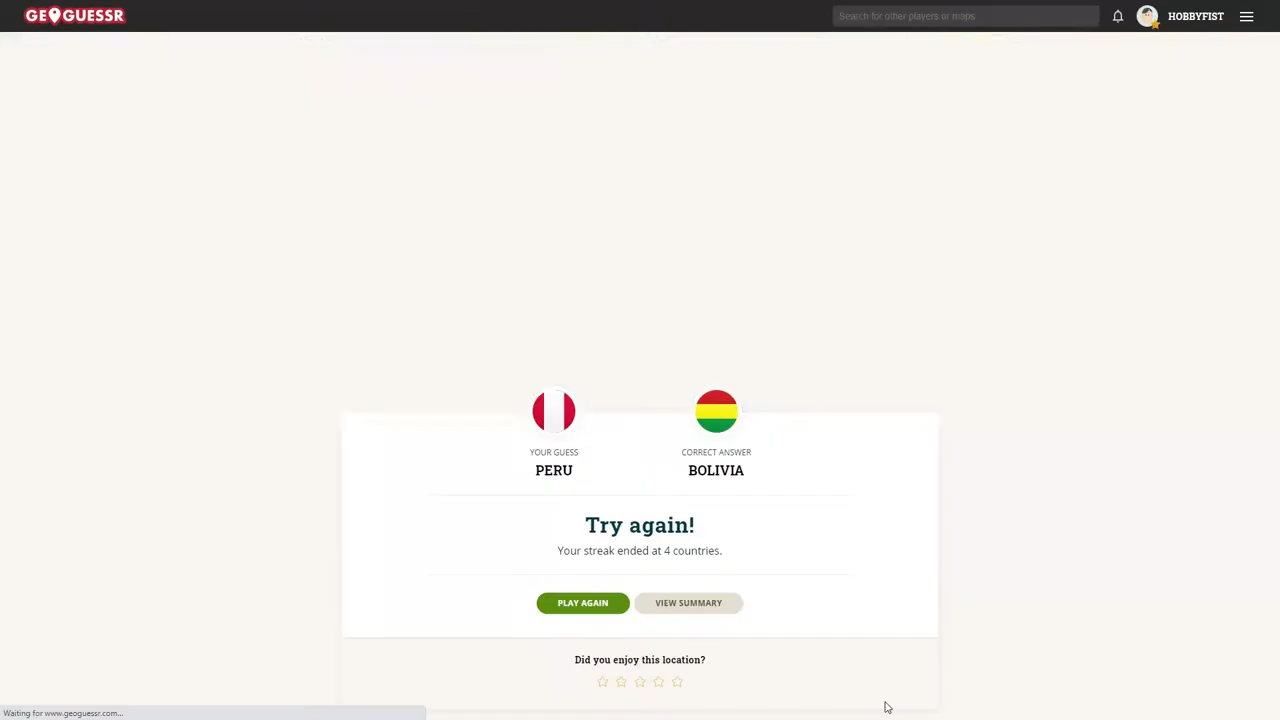 GEOGUESSR
Search for other players or maps
HOBBYFIST
YOUR GUESS
PERU
CORRECT ANSWER
BOLIVIA
Try again!
Your streak ended at 4 countries.
PLAY AGAIN
VIEW SUMMARY
Did you enjoy this location?
Waiting for www.geoguessr.com...